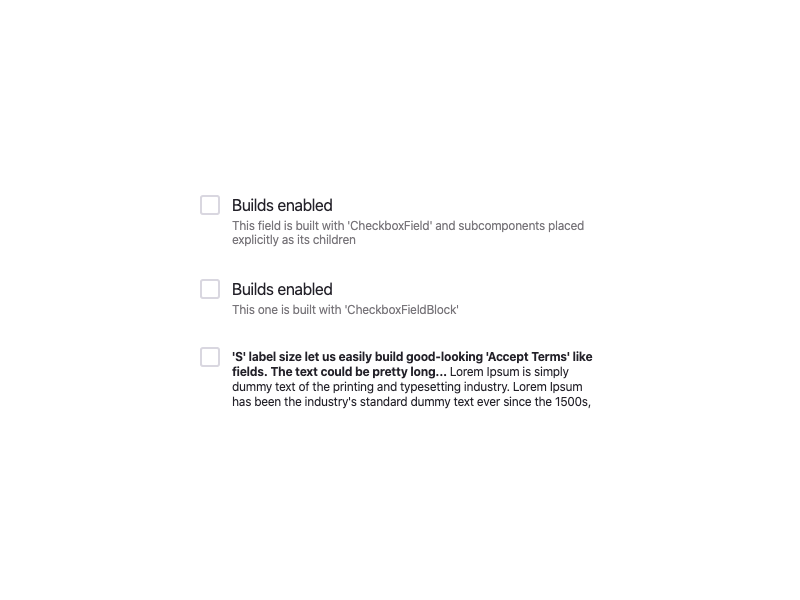 Builds enabled
This field is built with 'CheckboxField' and subcomponents placed
explicitly as its children
Builds enabled
This one is built with 'CheckboxFieldBlock'
'S' label size let us easily build good-looking 'Accept Terms' like
fields. The text could be pretty long... Lorem Ipsum is simply
dummy text of the printing and typesetting industry. Lorem Ipsum
has been the industry's standard dummy text ever since the 1500s,